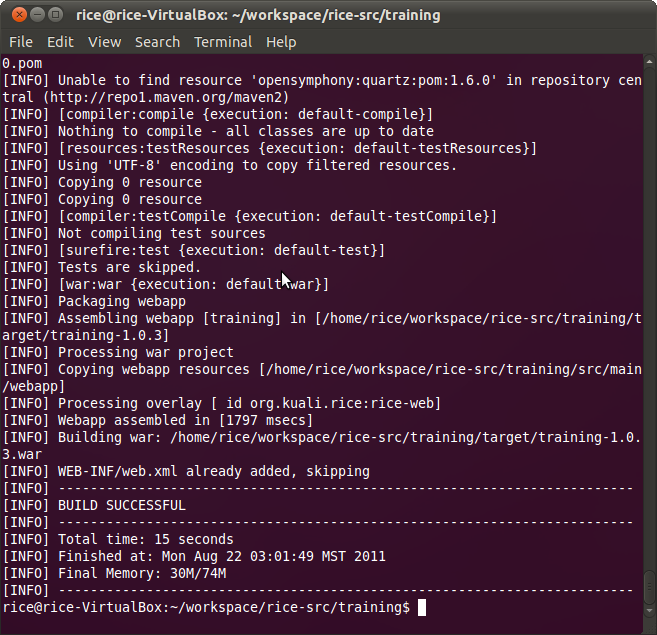 rice@rice-VirtualBox: ~/workspace/rice-src/training
File Edit View Search Terminal Help
0.pom
[INFO] Unable to find resource 'opensymphony:quartz:pom:1.6.0' in repository cen
tral (http://repo1.maven.org/maven2)
[INFO] [compiler:compile {execution: default-compile}]
[INFO] Nothing to compile - all classes are up to date
[INFO] [resources:testResources {execution: default-testResources}]
[INFO] Using 'UTF-8' encoding to copy filtered resources.
[INFO] Copying 0 resource
[INFO] Copying 0 resource
[INFO] [compiler:testCompile {execution: default-testCompile}]
[INFO] Not compiling test sources
[INFO] [surefire:test {execution: default-test}]
[INFO] Tests are skipped.
[INFO] [war:war {execution: default-war}]
[INFO] Packaging webapp
[INFO] Assembling webapp [training] in [/home/rice/workspace/rice-src/training/t
arget/training-1.0.3]
[INFO] Processing war project
[INFO] Copying webapp resources [/home/rice/workspace/rice-src/training/src/main
/webapp]
[INFO] Processing overlay [ id org.kuali.rice:rice-web]
[INFO] Webapp assembled in [1797 msecs]
[INFO] Building war: /home/rice/workspace/rice-src/training/target/training-1.0.
3.war
[INFO] WEB-INF/web.xml already added, skipping
[INFO] ------------------------------------------------------------------------
[INFO] BUILD SUCCESSFUL
[INFO] ------------------------------------------------------------------------
[INFO] Total time: 15 seconds
[INFO] Finished at: Mon Aug 22 03:01:49 MST 2011
[INFO] Final Memory: 30M/74M
[INFO] ------------------------------------------------------------------------
rice@rice-VirtualBox:~/workspace/rice-src/training$